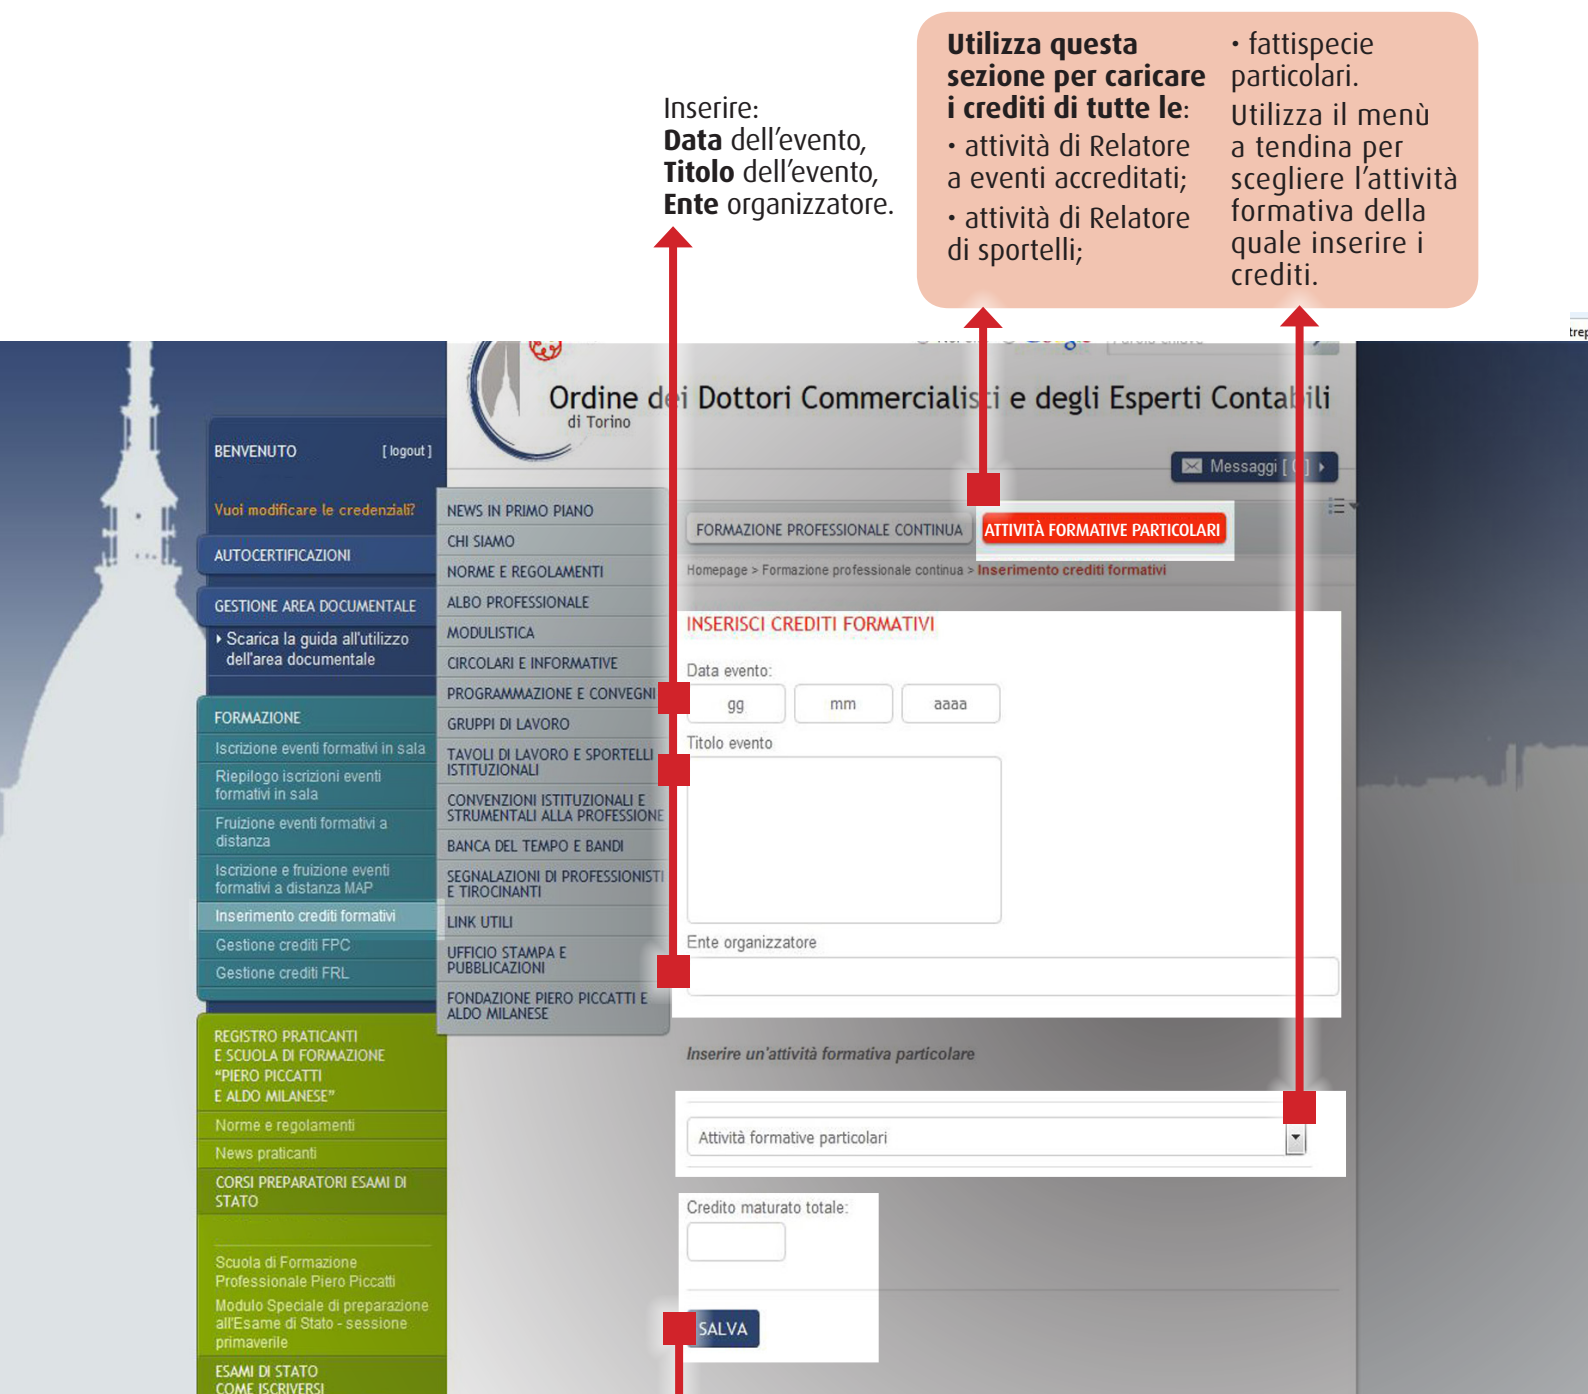 Utilizza questa
sezione per caricare
i crediti di tutte le:
• attività di Relatore
a eventi accreditati;
• attività di Relatore
di sportelli;
• fattispecie
particolari.
Utilizza il menù
a tendina per
scegliere l'attività
formativa della
quale inserire i
crediti.
Inserire:
Data dell'evento,
Titolo dell'evento,
Ente organizzatore.
Ordine dei Dottori Commercialisti e degli Esperti Contabili
di Torino
Messaggi [ 0 ]
BENVENUTO [ logout ]
Vuoi modificare le credenziali?
AUTOCERTIFICAZIONI
GESTIONE AREA DOCUMENTALE
Scarica la guida all'utilizzo
dell'area documentale
FORMAZIONE
Iscrizione eventi formativi in sala
Riepilogo iscrizioni eventi
formativi in sala
Fruizione eventi formativi a
distanza
Iscrizione e fruizione eventi
formativi a distanza MAP
Inserimento crediti formativi
Gestione crediti FPC
Gestione crediti FRL
REGISTRO PRATICANTI
E SCUOLA DI FORMAZIONE
“PIERO PICCATTI
E ALDO MILANESE”
Norme e regolamenti
News praticanti
CORSI PREPARATORI ESAMI DI
STATO
Scuola di Formazione
Professionale Piero Piccatti
Modulo Speciale di preparazione
all'Esame di Stato - sessione
primaverile
ESAMI DI STATO
COME ISCRIVERSI
NEWS IN PRIMO PIANO
CHI SIAMO
NORME E REGOLAMENTI
ALBO PROFESSIONALE
MODULISTICA
CIRCOLARI E INFORMATIVE
PROGRAMMAZIONE E CONVEGNI
GRUPPI DI LAVORO
TAVOLI DI LAVORO E SPORTELLI
ISTITUZIONALI
CONVENZIONI ISTITUZIONALI E
STRUMENTALI ALLA PROFESSIONE
BANCA DEL TEMPO E BANDI
SEGNALAZIONI DI PROFESSIONISTI
E TIROCINANTI
LINK UTILI
UFFICIO STAMPA E
PUBBLICAZIONI
FONDAZIONE PIERO PICCATTI E
ALDO MILANESE
FORMAZIONE PROFESSIONALE CONTINUA
ATTIVITÀ FORMATIVE PARTICOLARI
Homepage > Formazione professionale continua > Inserimento crediti formativi
INSERISCI CREDITI FORMATIVI
Data evento:
gg mm aaaa
Titolo evento
Ente organizzatore
Inserire un'attività formativa particolare
Attività formative particolari
Credito maturato totale:
SALVA